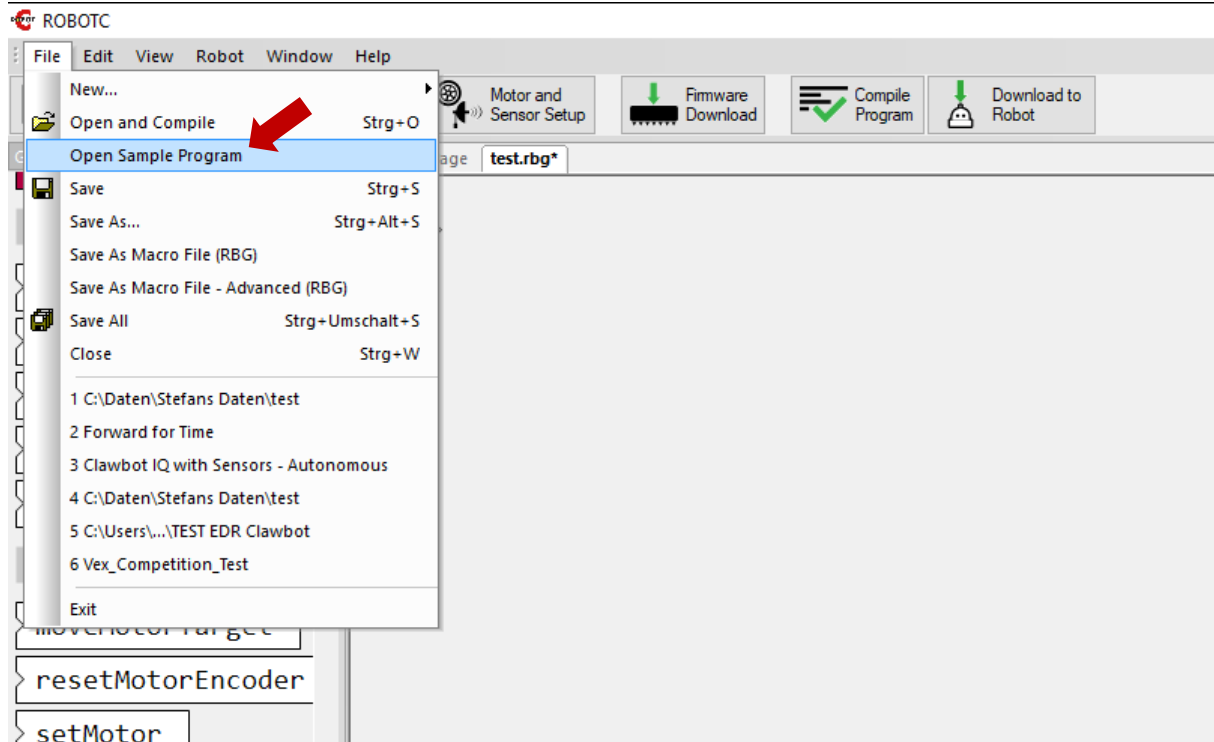 ROBOTC
File Edit View Robot Window Help
New...
Open and Compile Strg+O
Open Sample Program
Save Strg+S
Save As... Strg+Alt+S
Save As Macro File (RBG)
Save As Macro File - Advanced (RBG)
Save All Strg+Umschalt+S
Close Strg+W
1 C:\Daten\Stefans Daten\test
2 Forward for Time
3 Clawbot IQ with Sensors - Autonomous
4 C:\Daten\Stefans Daten\test
5 C:\Users\...\TEST EDR Clawbot
6 Vex_Competition_Test
Exit
Motor and
Sensor Setup
Firmware
Download
Compile
Program
Download to
Robot
age test.rbg*
moveMotorTarget
resetMotorEncoder
setMotor